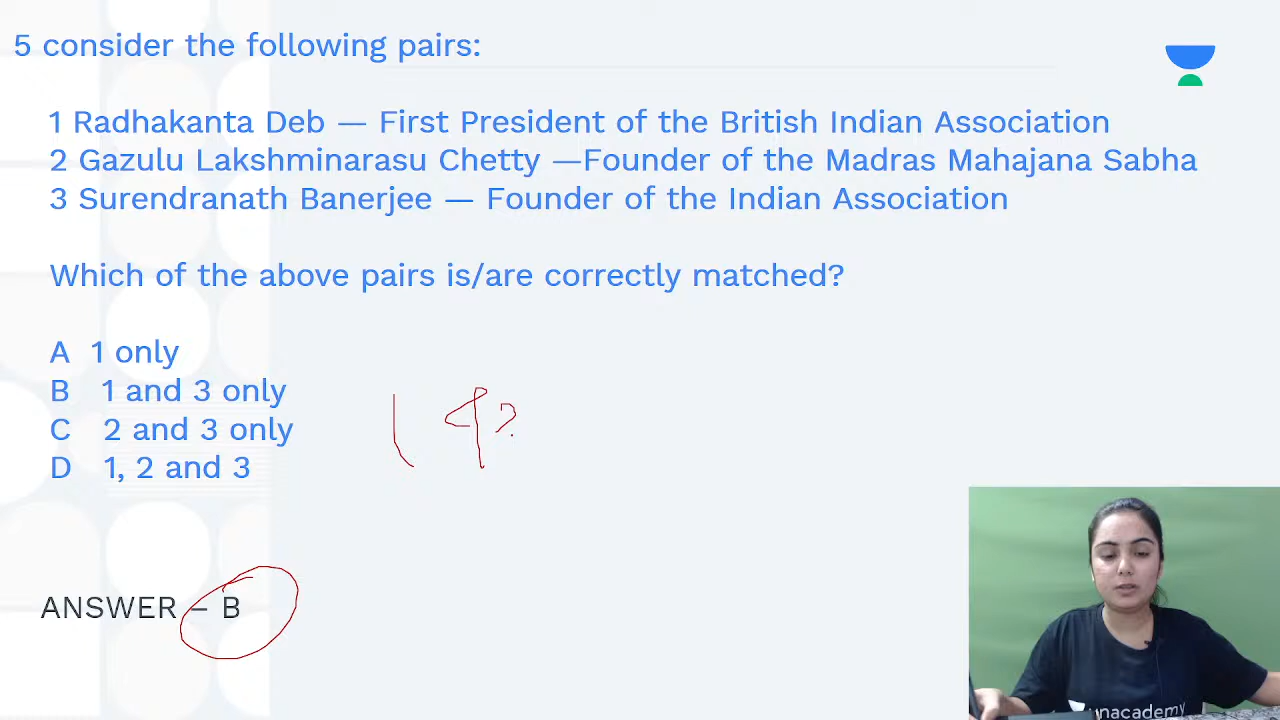 5 consider the following pairs:
1 Radhakanta Deb — First President of the British Indian Association
2 Gazulu Lakshminarasu Chetty —Founder of the Madras Mahajana Sabha
3 Surendranath Banerjee — Founder of the Indian Association
Which of the above pairs is/are correctly matched?
A 1 only
B 1 and 3 only
C 2 and 3 only
D 1, 2 and 3
ANSWER – B
unacademy